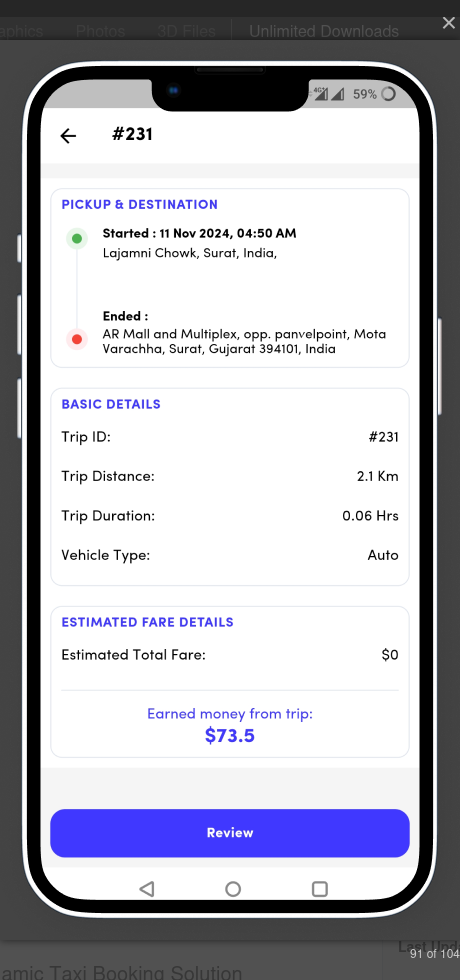 aphics Photos 3D Files Unlimited Downloads
×
4G 59%
#231
PICKUP & DESTINATION
Started : 11 Nov 2024, 04:50 AM
Lajamni Chowk, Surat, India,
Ended :
AR Mall and Multiplex, opp. panvelpoint, Mota
Varachha, Surat, Gujarat 394101, India
BASIC DETAILS
Trip ID: #231
Trip Distance: 2.1 Km
Trip Duration: 0.06 Hrs
Vehicle Type: Auto
ESTIMATED FARE DETAILS
Estimated Total Fare: $0
Earned money from trip:
$73.5
Review
Last Upd
91 of 104
amic Taxi Booking Solution